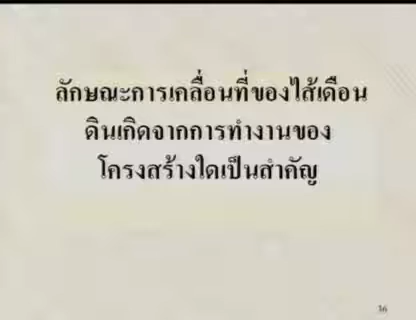 ลักษณะการเคลื่อนที่ของไส้เดือน
ดินเกิดจากการทำงานของ
โครงสร้างใดเป็นสำคัญ
16